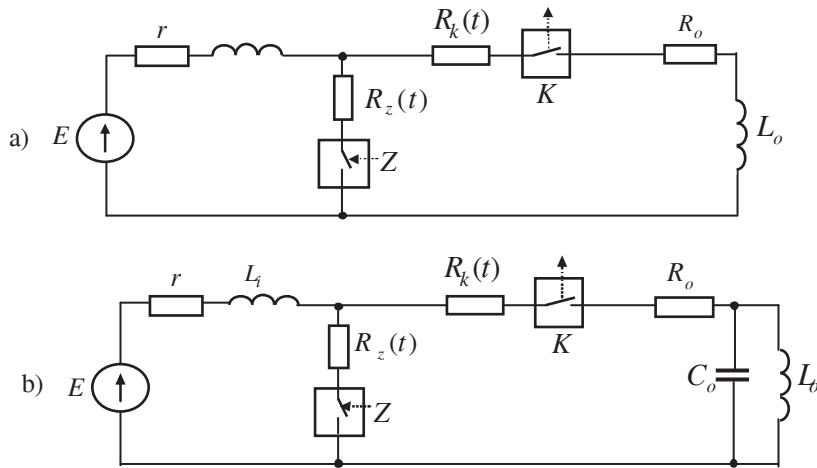 r
R_k(t)
R_o
K
R_z(t)
a)
E
Z
L_o
r
L_i
R_k(t)
R_o
K
R_z(t)
b)
E
Z
C_o
L_o